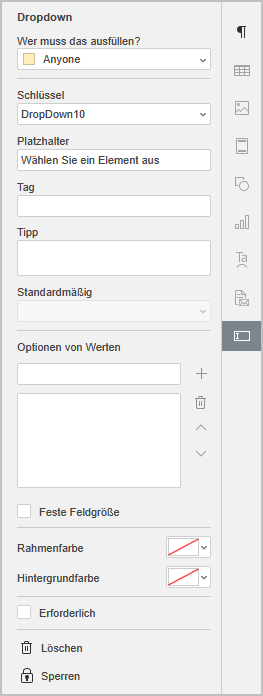 Dropdown
Wer muss das ausfüllen?
Anyone
Schlüssel
DropDown10
Platzhalter
Wählen Sie ein Element aus
Tag
Tipp
Standardmäßig
Optionen von Werten
Feste Feldgröße
Rahmenfarbe
Hintergrundfarbe
Erforderlich
Löschen
Sperren
Ta